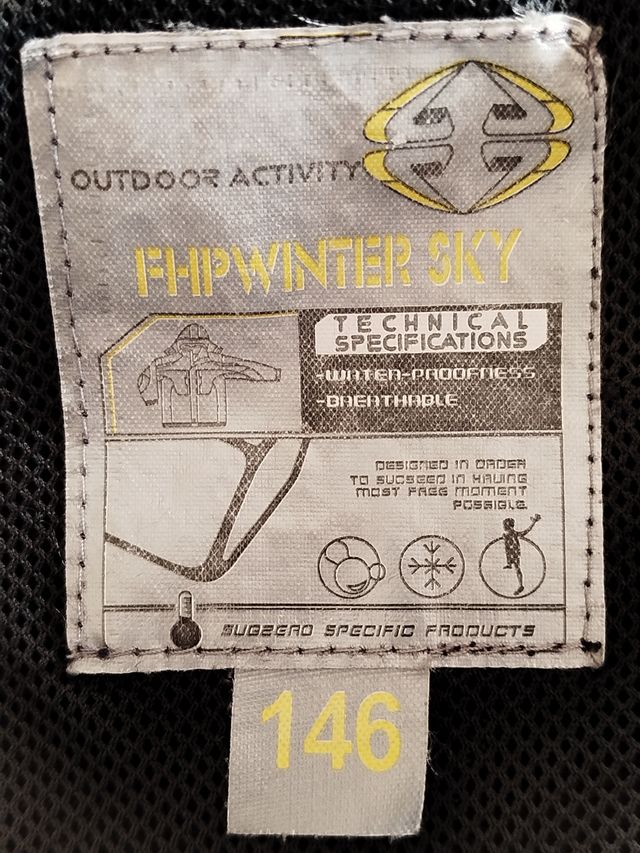 OUTDOOR ACTIVITY
FHPWINTER SKY
TECHNICAL
SPECIFICATIONS
-WATER-PROOFNESS
-BREATHABLE
DESIGNED IN ORDER
TO SUCSEED IN HAVING
MOST FREE MOMENT
POSSIBLE.
SUBZERO SPECIFIC PRODUCTS
146